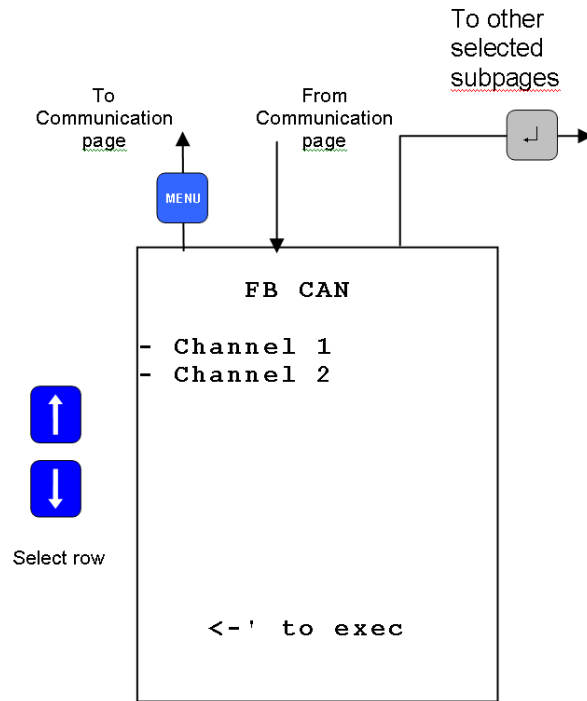 To other
selected
subpages
To
Communication
page
From
Communication
page
MENU
FB CAN
- Channel 1
- Channel 2
Select row
<-' to exec